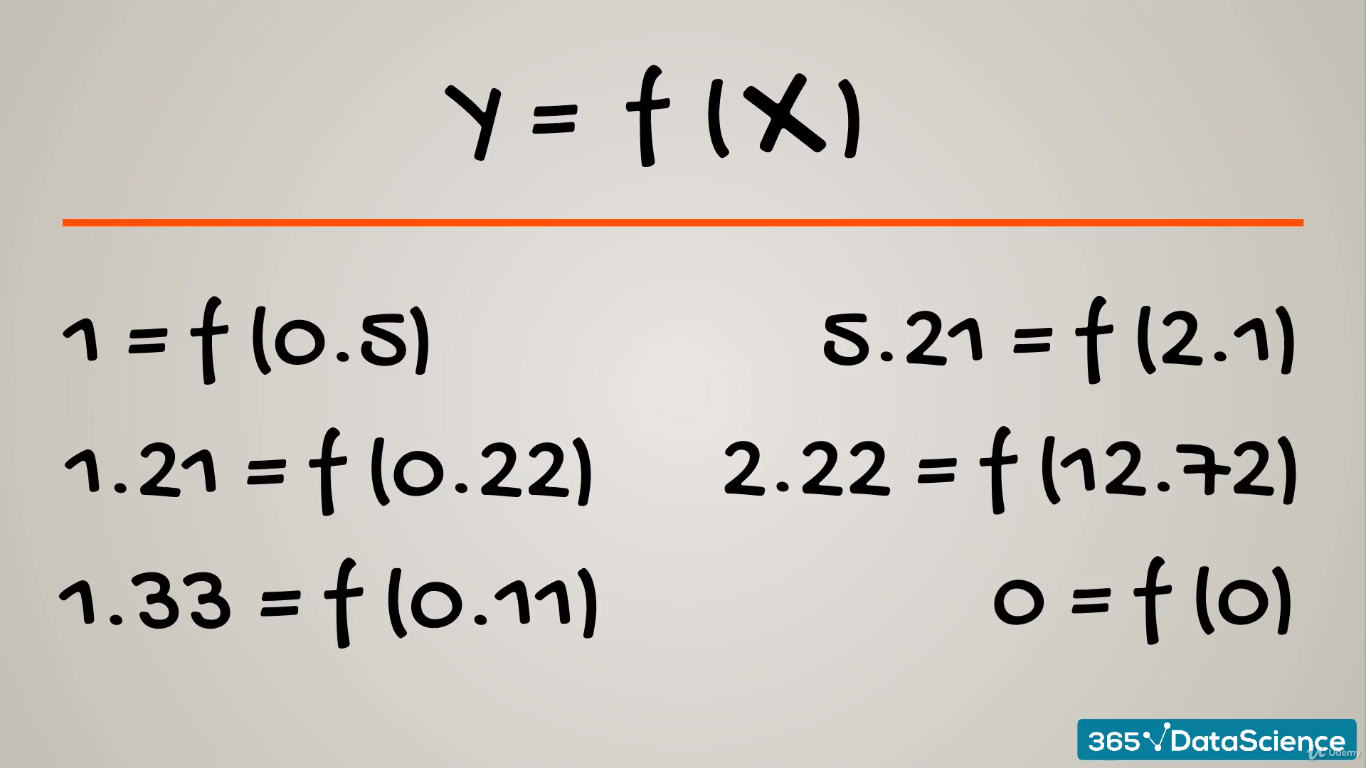 y = f (X)
1 = f (0.5)
5.21 = f (2.1)
1.21 = f (0.22)
2.22 = f (12.72)
1.33 = f (0.11)
0 = f (0)
365 DataScience
Udemy